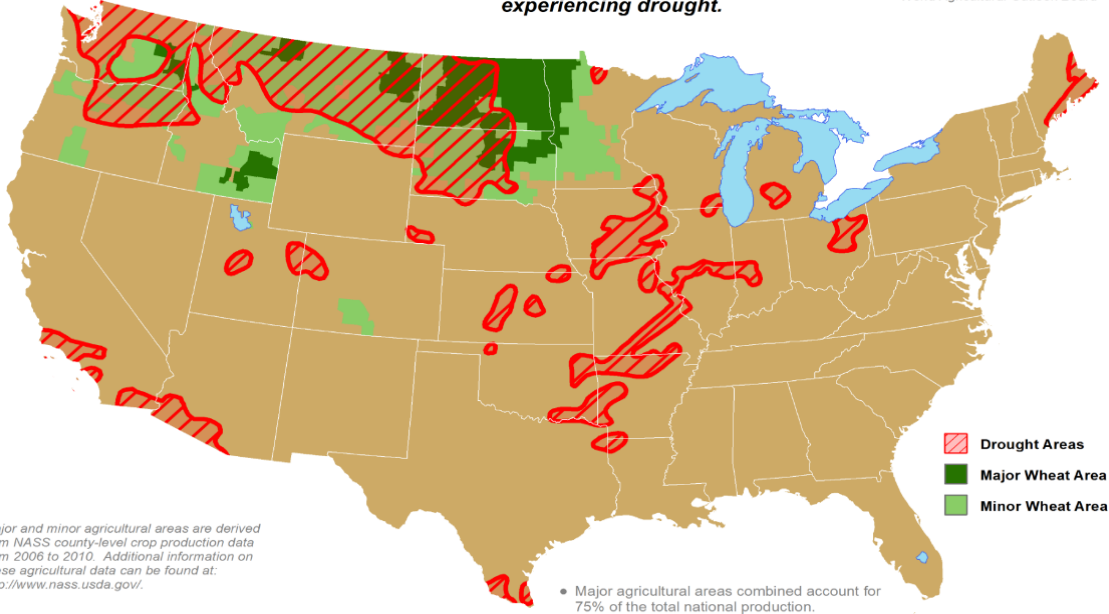 experiencing drought.
Drought Areas
Major Wheat Area
Minor Wheat Area
jor and minor agricultural areas are derived
m NASS county-level crop production data
m 2006 to 2010. Additional information on
se agricultural data can be found at:
p://www.nass.usda.gov/.
● Major agricultural areas combined account for
75% of the total national production.